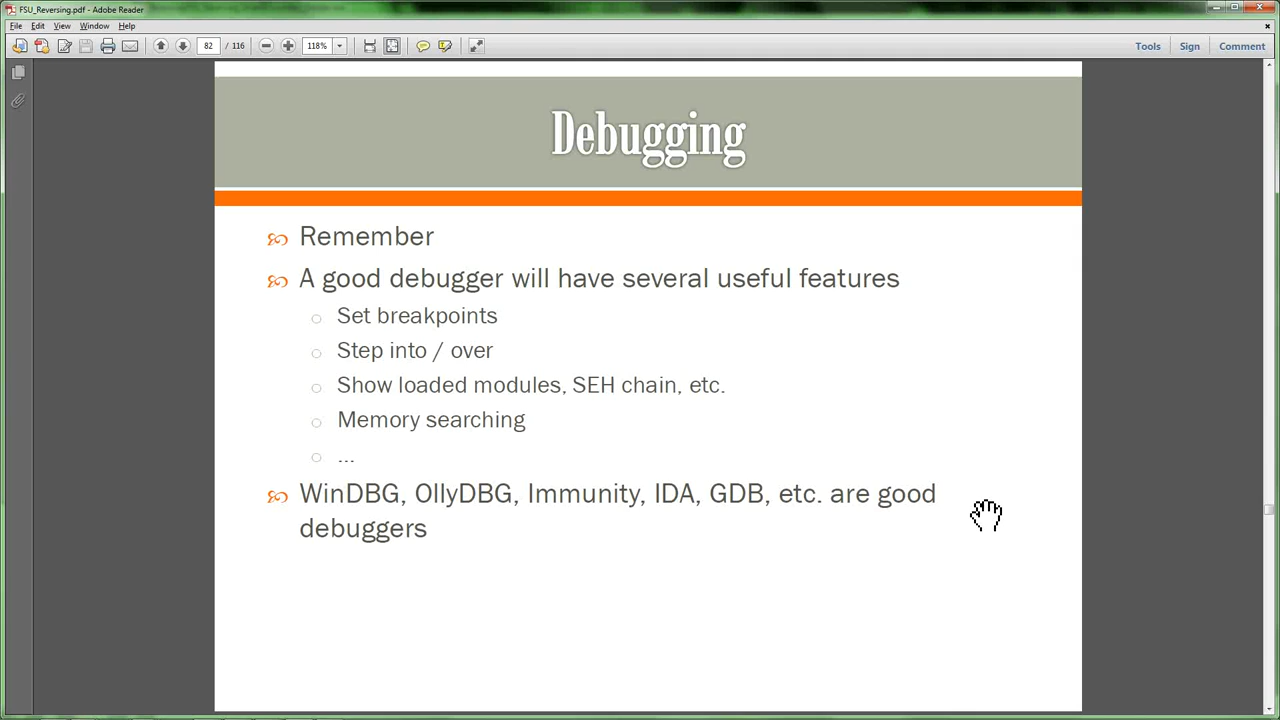 FSU_Reversing.pdf - Adobe Reader
File Edit View Window Help
82 / 116 118% Tools Sign Comment
Debugging
Remember
A good debugger will have several useful features
Set breakpoints
Step into / over
Show loaded modules, SEH chain, etc.
Memory searching
...
WinDBG, OllyDBG, Immunity, IDA, GDB, etc. are good
debuggers